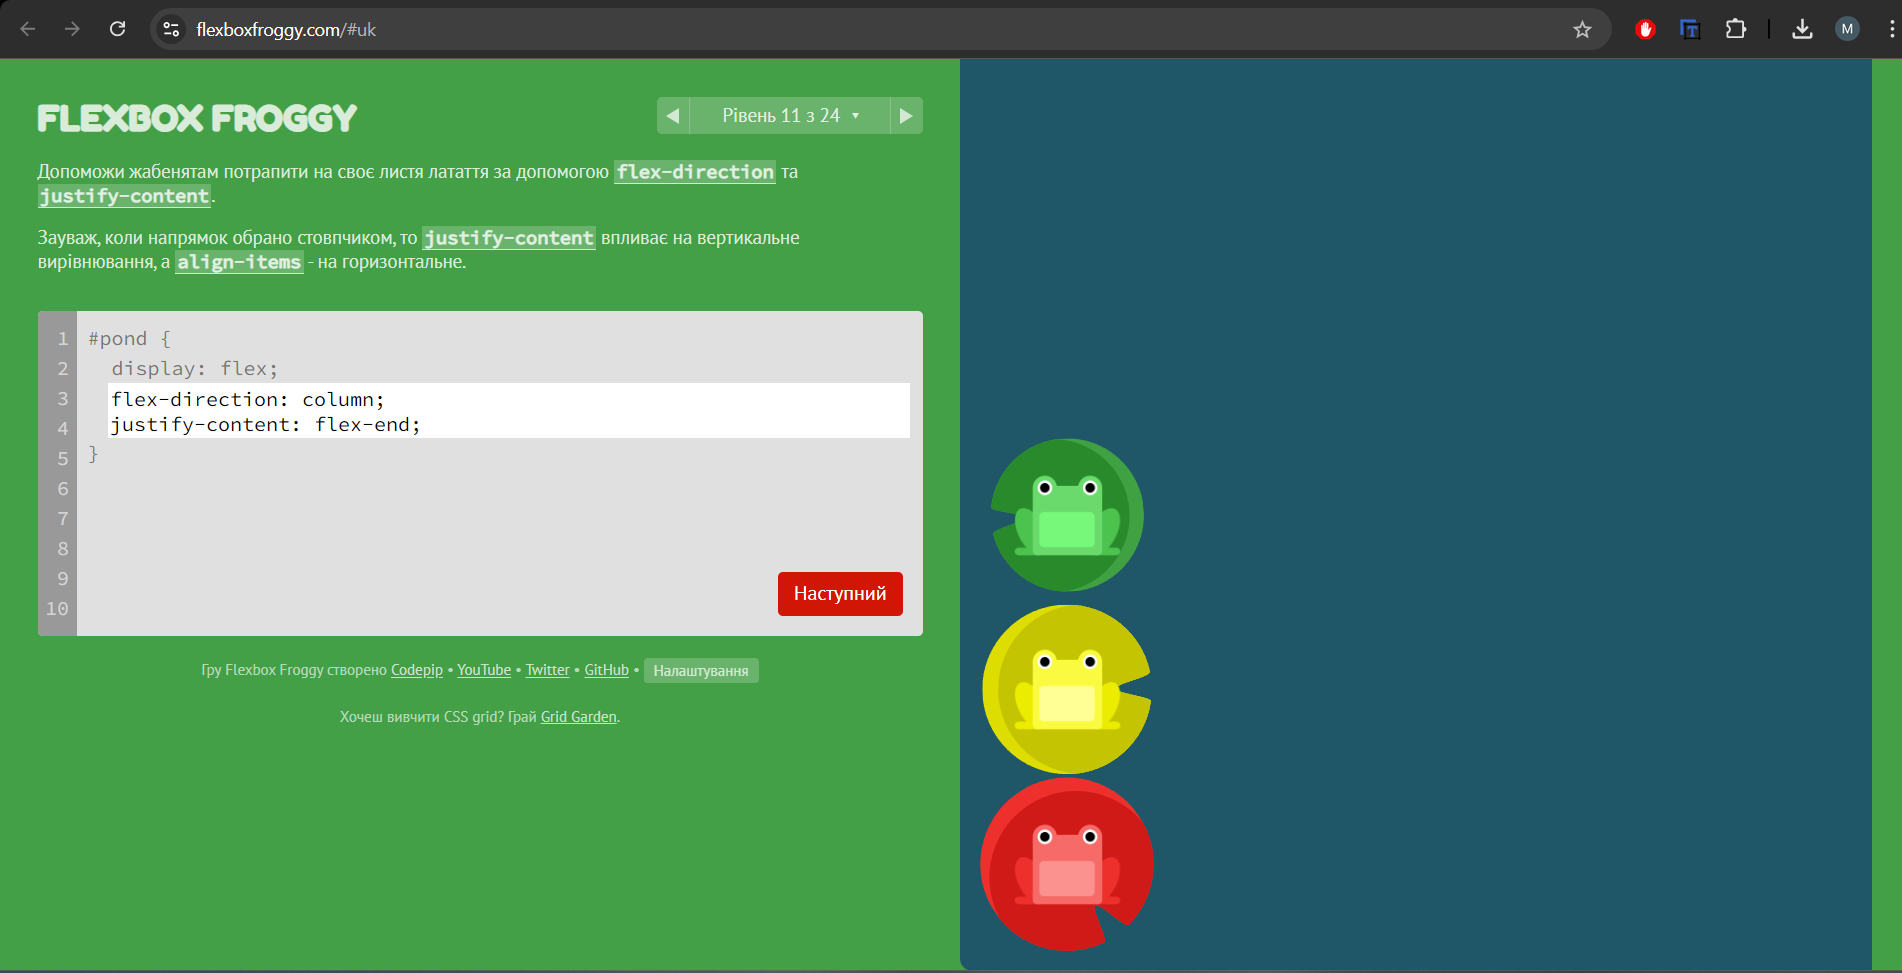 flexboxfroggy.com/#uk
M
FLEXBOX FROGGY
Рівень 11 з 24
Допоможи жабенятам потрапити на своє листя латаття за допомогою flex-direction та
justify-content.
Зауваж, коли напрямок обрано стовпчиком, то justify-content впливає на вертикальне
вирівнювання, а align-items - на горизонтальне.
1 #pond {
2 display: flex;
3 flex-direction: column;
4 justify-content: flex-end;
5 }
6
7
8
9
10
Наступний
Гру Flexbox Froggy створено Codepip • YouTube • Twitter • GitHub • Налаштування
Хочеш вивчити CSS grid? Грай Grid Garden.